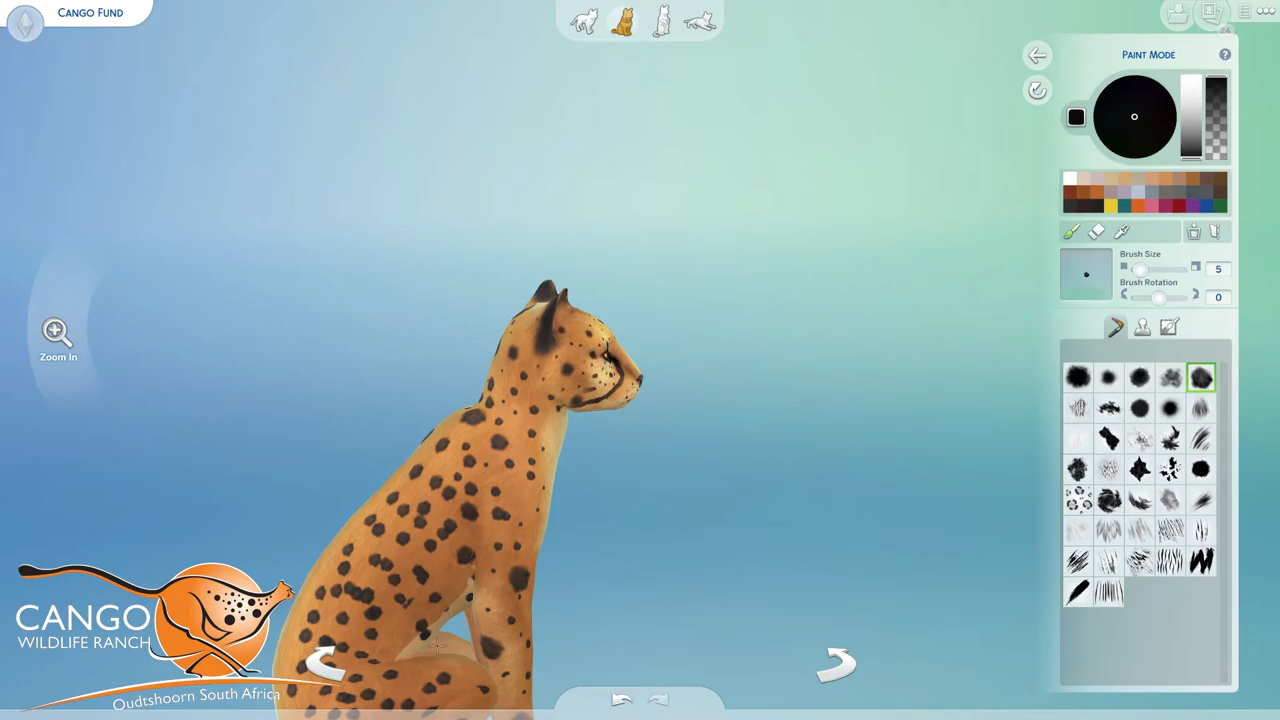 Cango Fund
Paint Mode
?
Brush Size
5
Brush Rotation
0
Zoom In
CANGO
WILDLIFE RANCH
Oudtshoorn South Africa